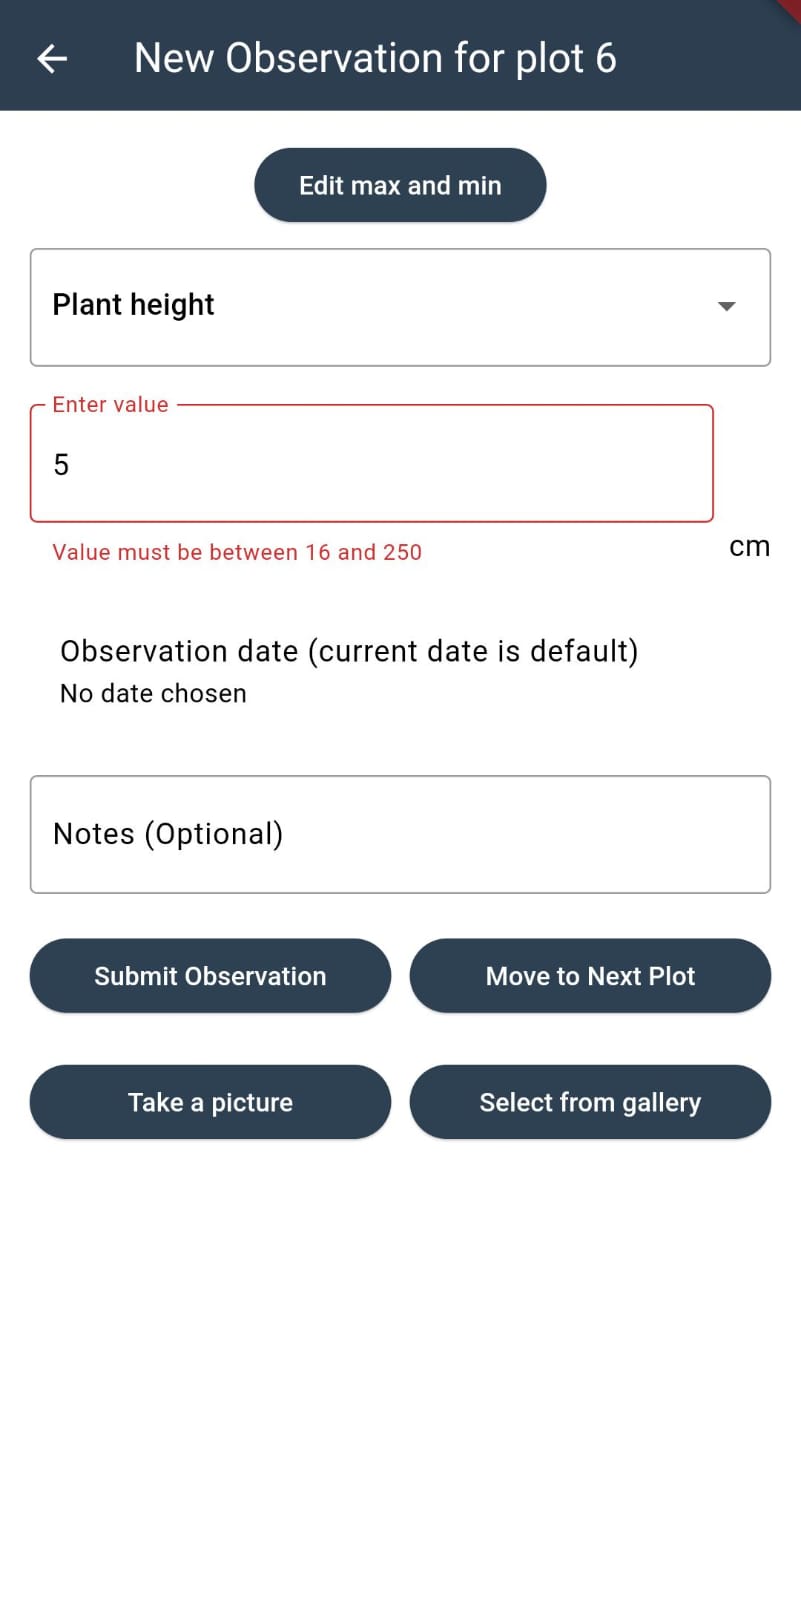 New Observation for plot 6
Edit max and min
Plant height
Enter value
5
Value must be between 16 and 250
cm
Observation date (current date is default)
No date chosen
Notes (Optional)
Submit Observation
Move to Next Plot
Take a picture
Select from gallery